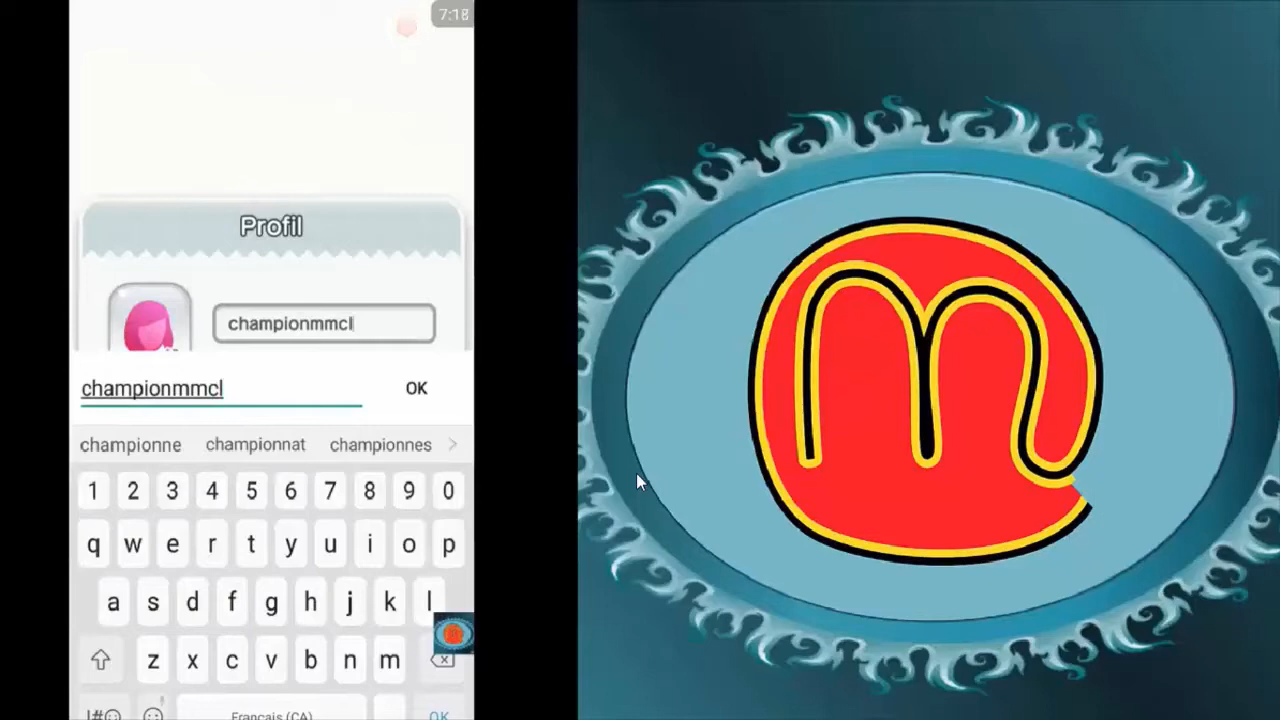 7:18
Profil
championmmcl
championmmcl OK
championne championnat championnes >
1 2 3 4 5 6 7 8 9 0
q w e r t y u i o p
a s d f g h j k l
m
z x c v b n m
!#☺ Français (CA) OK
m